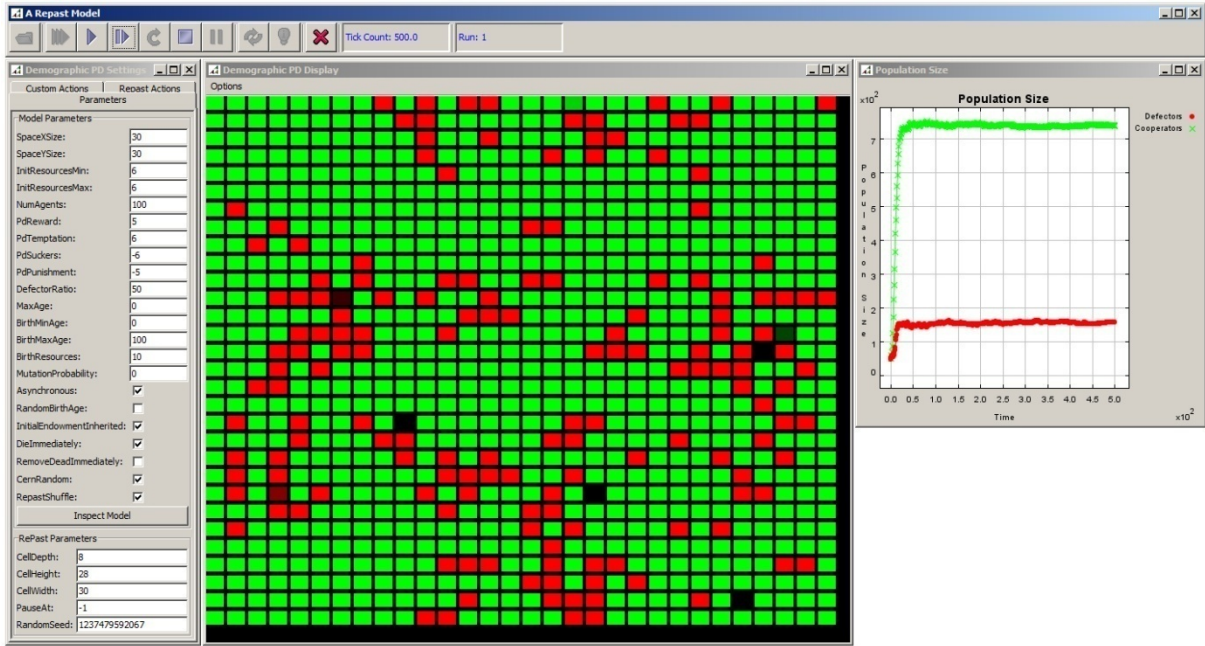 A Repast Model
Tick Count: 500.0
Run: 1
Demographic PD Settings
Custom Actions
Repast Actions
Parameters
Model Parameters
SpaceXSize: 30
SpaceYSize: 30
InitResourcesMin: 6
InitResourcesMax: 6
NumAgents: 100
PdReward: 5
PdTemptation: 6
PdSuckers: -6
PdPunishment: -5
DefectorRatio: 50
MaxAge: 0
BirthMinAge: 0
BirthMaxAge: 100
BirthResources: 10
MutationProbability: 0
Asynchronous:
RandomBirthAge:
InitialEndowmentInherited:
DieImmediately:
RemoveDeadImmediately:
CernRandom:
RepastShuffle:
Inspect Model
RePast Parameters
CellDepth: 8
CellHeight: 28
CellWidth: 30
PauseAt: -1
RandomSeed: 1237479592067
Demographic PD Display
Options
Population Size
Population Size
x10^2
Defectors
Cooperators
7
6
5
4
3
2
1
0
Population Size
0.0 0.5 1.0 1.5 2.0 2.5 3.0 3.5 4.0 4.5 5.0
Time
x10^2